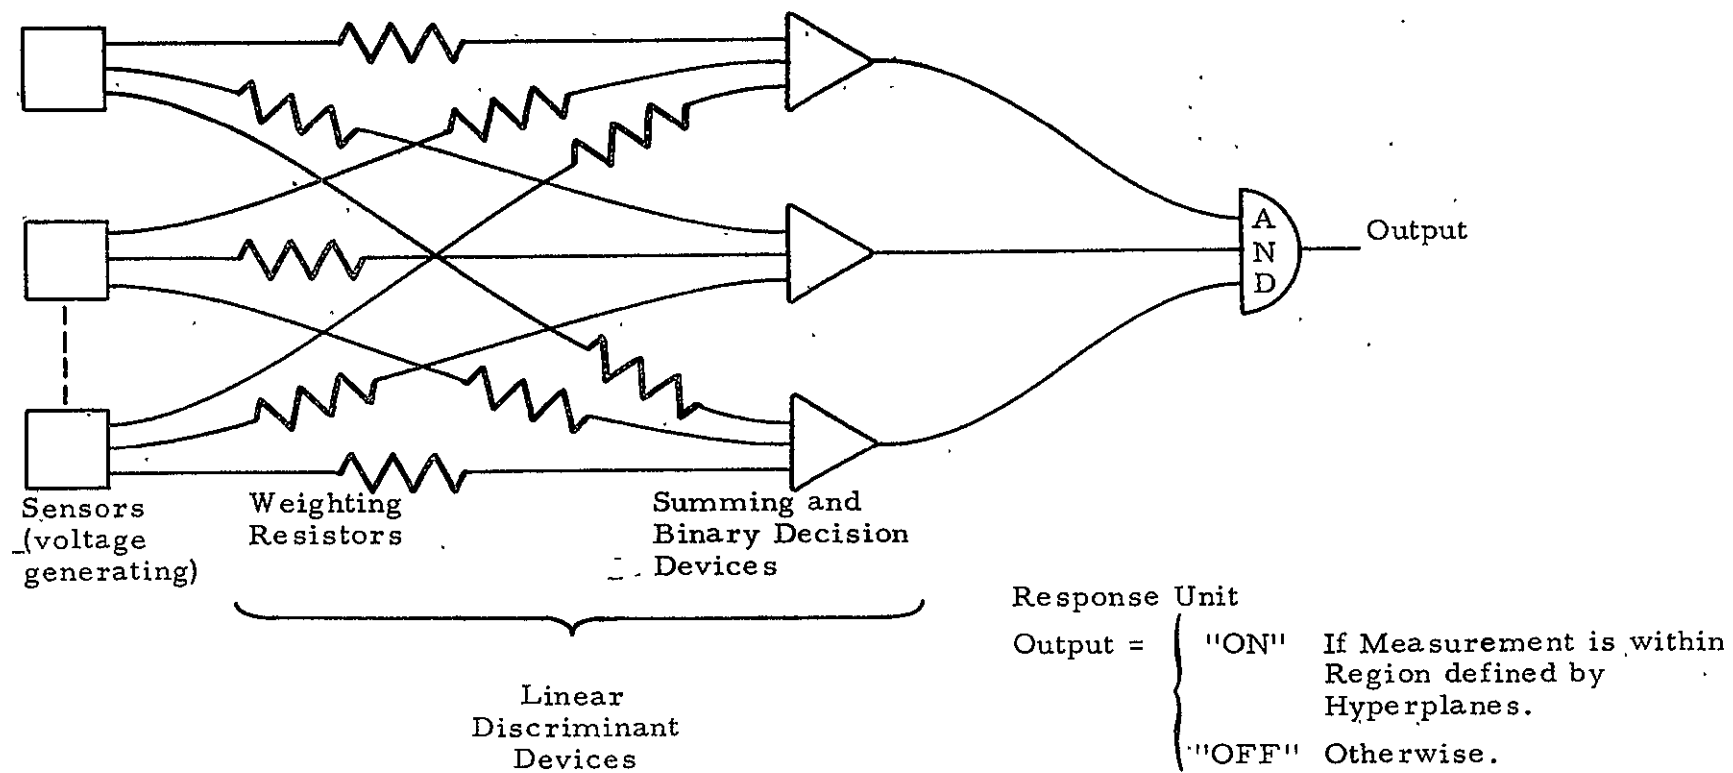 A
N
D
Output
Sensors
(voltage
generating)
Weighting
Resistors
Summing and
Binary Decision
Devices
Linear
Discriminant
Devices
Response Unit
Output = "ON" If Measurement is within
Region defined by
Hyperplanes.
"OFF" Otherwise.